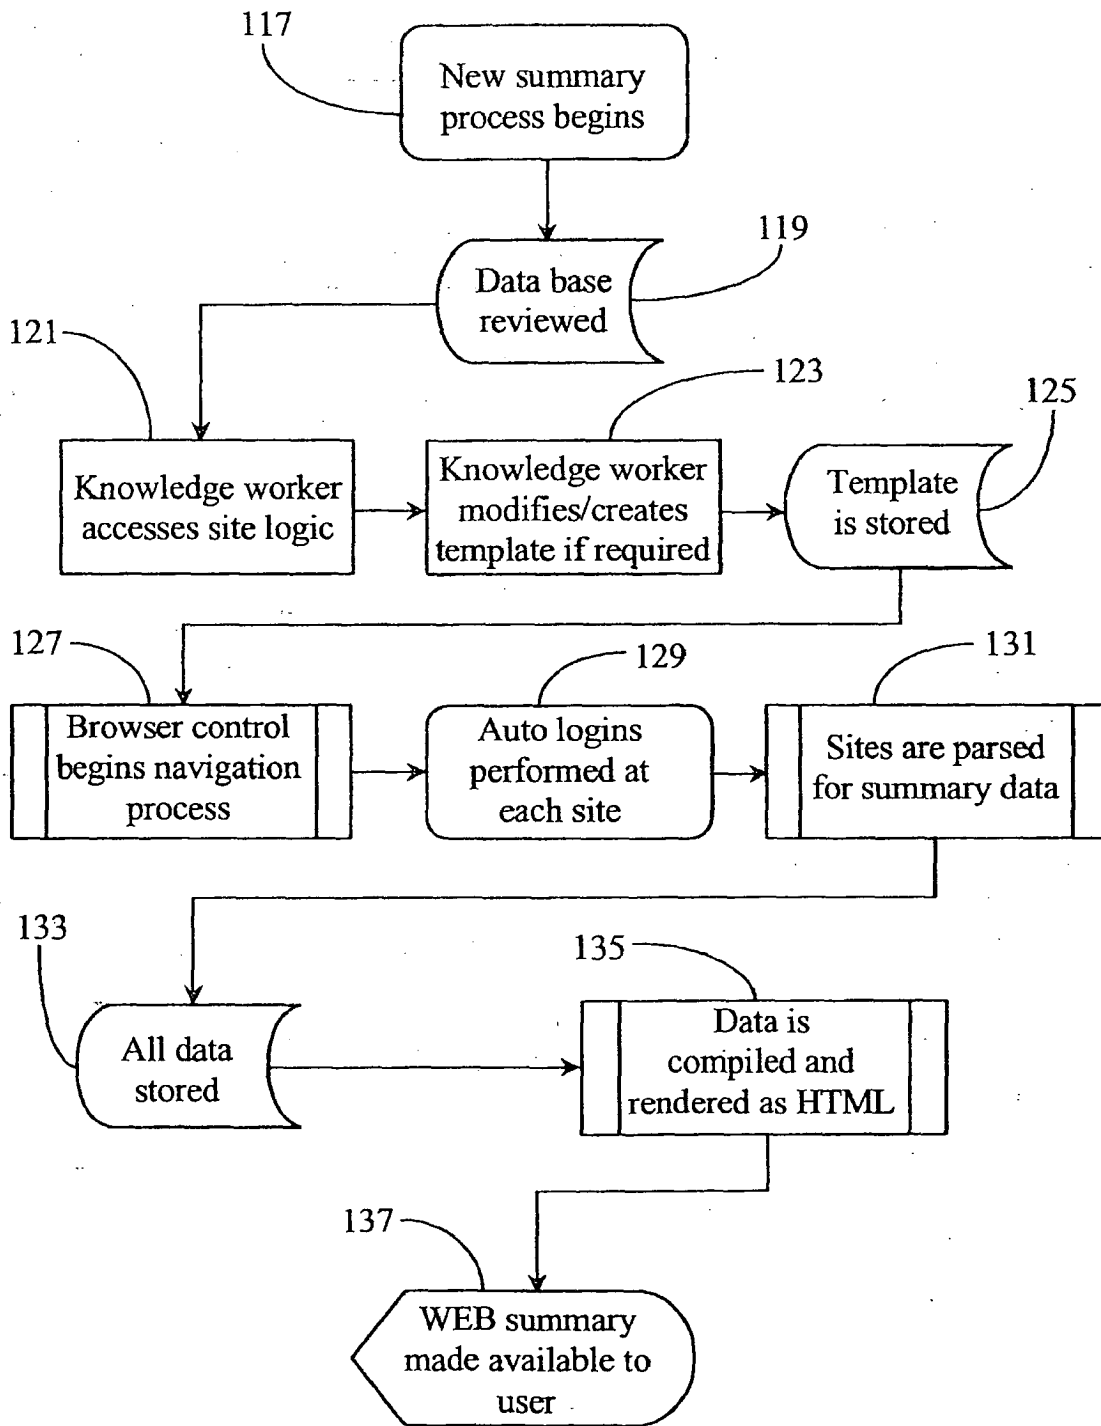 117
New summary
process begins
119
Data base
reviewed
121
Knowledge worker
accesses site logic
123
Knowledge worker
modifies/creates
template if required
125
Template
is stored
127
Browser control
begins navigation
process
129
Auto logins
performed at
each site
131
Sites are parsed
for summary data
133
All data
stored
135
Data is
compiled and
rendered as HTML
137
WEB summary
made available to
user